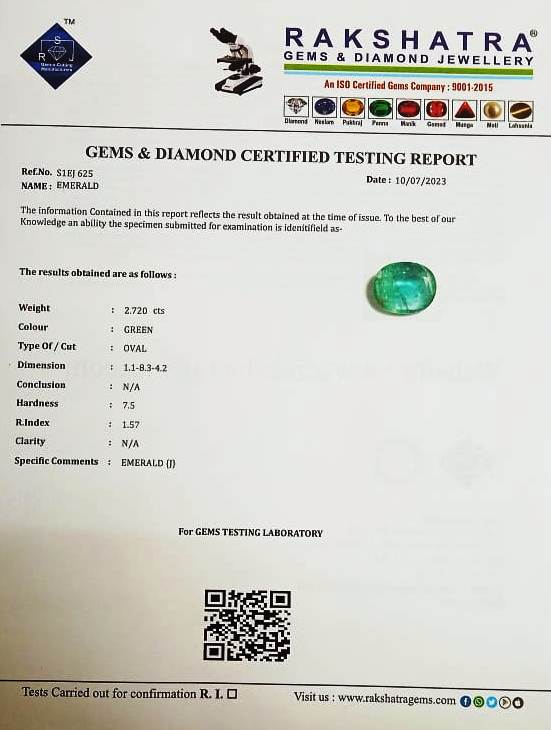 TM
R S J
Gems Cutting
Manufacturers
RAKSHATRA®
GEMS & DIAMOND JEWELLERY
An ISO Certified Gems Company : 9001-2015
Diamond Neelam Pukhraj Panna Manik Gomed Munga Moti Lahsunia
GEMS & DIAMOND CERTIFIED TESTING REPORT
Ref.No. S1EJ 625
NAME : EMERALD
Date : 10/07/2023
The information Contained in this report reflects the result obtained at the time of issue. To the best of our
Knowledge an ability the specimen submitted for examination is idenitifield as-
The results obtained are as follows :
Weight : 2.720 cts
Colour : GREEN
Type Of / Cut : OVAL
Dimension : 1.1-8.3-4.2
Conclusion : N/A
Hardness : 7.5
R.Index : 1.57
Clarity : N/A
Specific Comments : EMERALD (J)
For GEMS TESTING LABORATORY
Tests Carried out for confirmation R. I. ☐
Visit us : www.rakshatragems.com